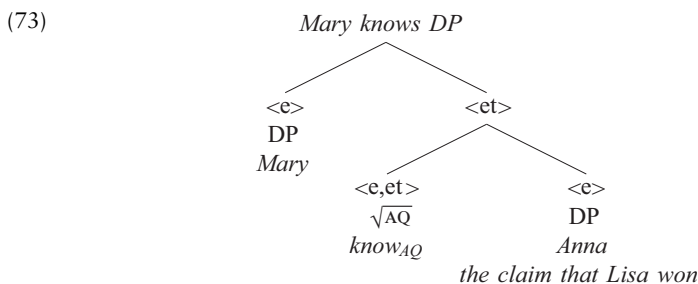 (73)
Mary knows DP
<e> <et>
DP
Mary
<e,et> <e>
√AQ DP
know_AQ Anna
the claim that Lisa won